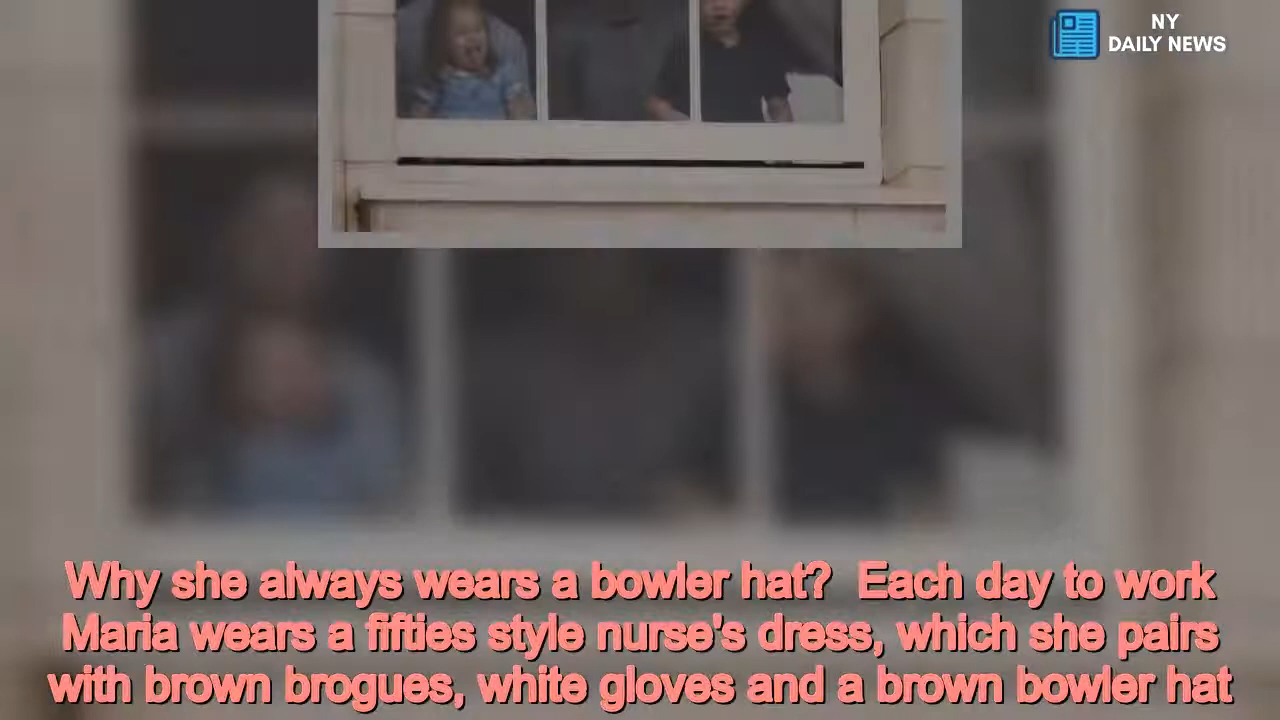 NY
DAILY NEWS
Why she always wears a bowler hat?  Each day to work
Maria wears a fifties style nurse's dress, which she pairs
with brown brogues, white gloves and a brown bowler hat